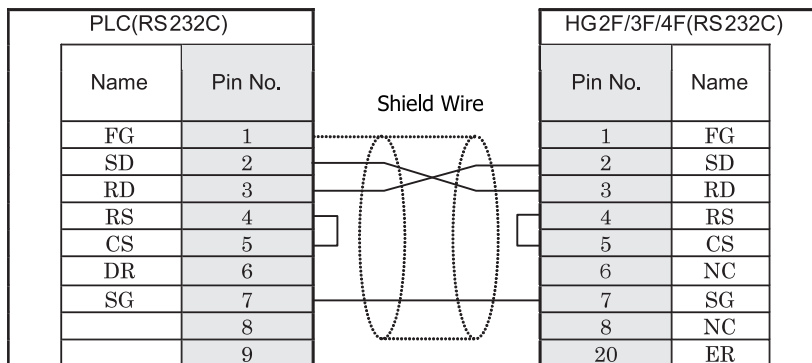 PLC(RS232C) HG2F/3F/4F(RS232C)
Name Pin No. Pin No. Name
Shield Wire
FG 1 1 FG
SD 2 2 SD
RD 3 3 RD
RS 4 4 RS
CS 5 5 CS
DR 6 6 NC
SG 7 7 SG
8 8 NC
9 20 ER